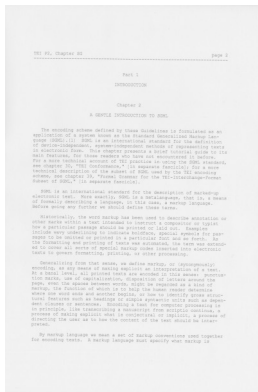 TEI P3, Chapter SG page 1
Part I
INTRODUCTION
Chapter 2
A GENTLE INTRODUCTION TO SGML
The encoding scheme defined by these Guidelines is formulated as an
application of a system known as the Standard Generalized Markup Lan-
guage (SGML). SGML is an international standard for the definition
of device-independent, system-independent methods of representing texts
in electronic form. This chapter presents a brief tutorial guide to its
main features, for those readers who have not encountered it before.
For a more technical account of TEI practice in using the SGML standard,
see chapter "TEI Conformance" (in separate fascicle); for a more
technical description of the subset of SGML used by the TEI encoding
scheme, see chapter "Formal Grammar for the TEI-Interchange-Format
Subset of SGML" (in separate fascicle).
SGML is an international standard for the description of marked-up
electronic text. More exactly, SGML is a metalanguage, that is, a means
of formally describing a language, in this case, a markup language.
Before going any further we should define these terms.
Historically, the word markup has been used to describe annotation or
other marks within a text intended to instruct a compositor or typist
how a particular passage should be printed or laid out. Examples
include wavy underlining to indicate boldface, special symbols for pas-
sages to be omitted or printed in a particular font and so forth. As
the formatting and printing of texts was automated, the term was extended
to cover all sorts of special markup codes inserted into electronic
texts to govern formatting, printing, or other processing.
Generalizing from that sense, we define markup, or (synonymously)
encoding, as any means of making explicit an interpretation of a text.
At a banal level, all printed texts are encoded in this sense: punctua-
tion marks, use of capitalization, disposition of letters around the
page, even the spaces between words, might be regarded as a kind of
markup, the function of which is to help the human reader determine
where one word ends and another begins, or how to identify gross struc-
tural features such as headings or simple syntactic units such as depen-
dent clauses or sentences. Encoding a text for computer processing is
in principle, like transcribing a manuscript from scriptio continua, a
process of making explicit what is conjectural or implicit, a process of
directing the user as to how the content of the text should be inter-
preted.
By markup language we mean a set of markup conventions used together
for encoding texts. A markup language must specify what markup is